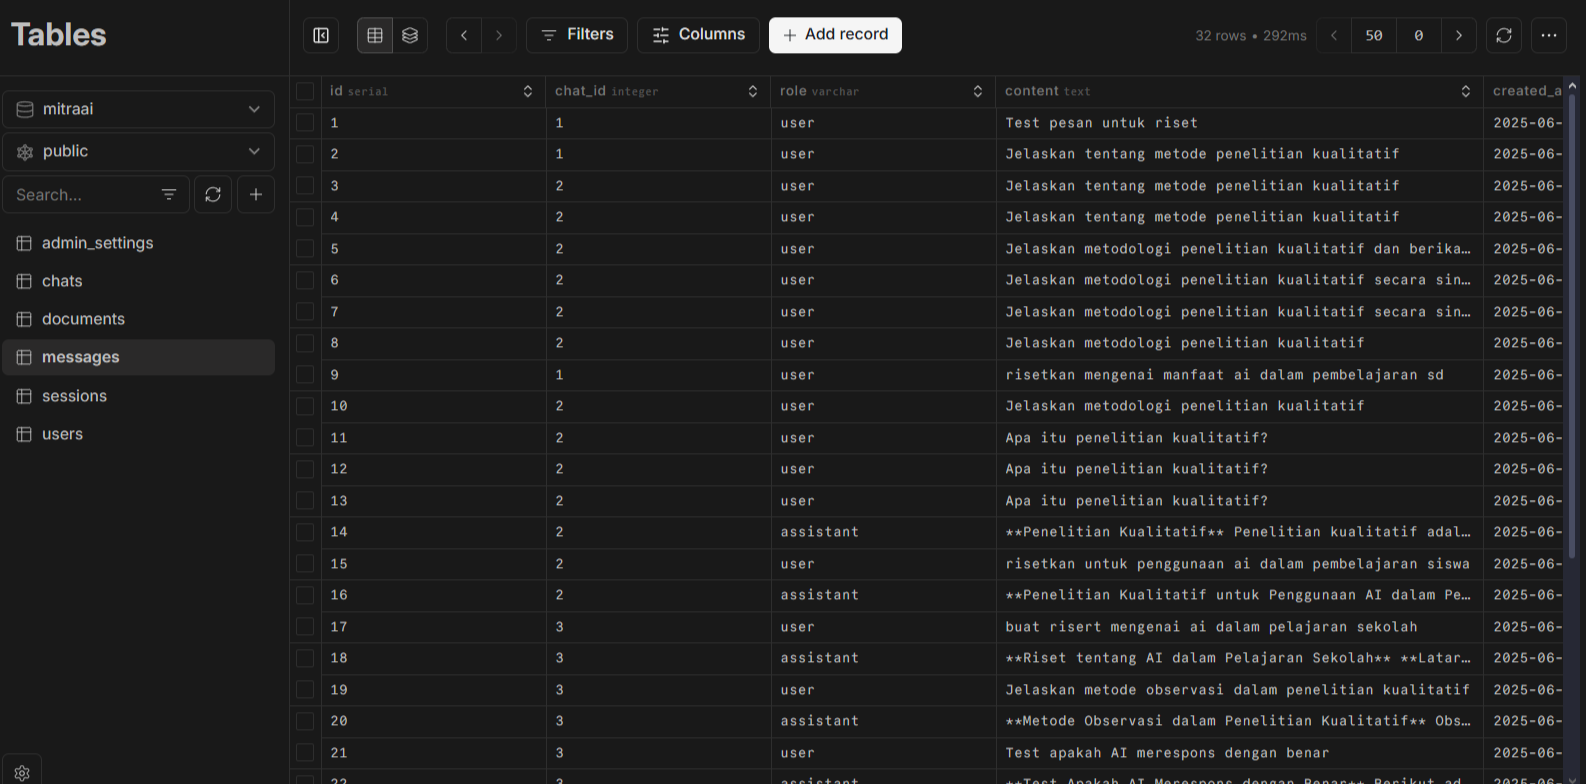 Tables
Filters
Columns
Add record
32 rows • 292ms
50
0
mitraai
public
Search...
admin_settings
chats
documents
messages
sessions
users
id serial chat_id integer role varchar content text created_a
1 1 user Test pesan untuk riset 2025-06-
2 1 user Jelaskan tentang metode penelitian kualitatif 2025-06-
3 2 user Jelaskan tentang metode penelitian kualitatif 2025-06-
4 2 user Jelaskan tentang metode penelitian kualitatif 2025-06-
5 2 user Jelaskan metodologi penelitian kualitatif dan berika… 2025-06-
6 2 user Jelaskan metodologi penelitian kualitatif secara sin… 2025-06-
7 2 user Jelaskan metodologi penelitian kualitatif secara sin… 2025-06-
8 2 user Jelaskan metodologi penelitian kualitatif 2025-06-
9 1 user risetkan mengenai manfaat ai dalam pembelajaran sd 2025-06-
10 2 user Jelaskan metodologi penelitian kualitatif 2025-06-
11 2 user Apa itu penelitian kualitatif? 2025-06-
12 2 user Apa itu penelitian kualitatif? 2025-06-
13 2 user Apa itu penelitian kualitatif? 2025-06-
14 2 assistant **Penelitian Kualitatif** Penelitian kualitatif adal… 2025-06-
15 2 user risetkan untuk penggunaan ai dalam pembelajaran siswa 2025-06-
16 2 assistant **Penelitian Kualitatif untuk Penggunaan AI dalam Pe… 2025-06-
17 3 user buat risert mengenai ai dalam pelajaran sekolah 2025-06-
18 3 assistant **Riset tentang AI dalam Pelajaran Sekolah** **Latar… 2025-06-
19 3 user Jelaskan metode observasi dalam penelitian kualitatif 2025-06-
20 3 assistant **Metode Observasi dalam Penelitian Kualitatif** Obs… 2025-06-
21 3 user Test apakah AI merespons dengan benar 2025-06-
22 3 assistant **Test Apakah AI Merespons dengan Benar** Berikut ad… 2025-06-